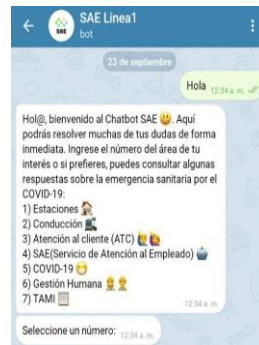 SAE Linea1
bot
SAE
23 de septiembre
Hola 12:34 a. m.
Hol@, bienvenido al Chatbot SAE 😃. Aquí
podrás resolver muchas de tus dudas de forma
inmediata. Ingrese el número del área de tu
interés o si prefieres, puedes consultar algunas
respuestas sobre la emergencia sanitaria por el
COVID-19:
1) Estaciones
2) Conducción
3) Atención al cliente (ATC)
4) SAE(Servicio de Atención al Empleado)
5) COVID-19
6) Gestión Humana
7) TAMI
12:34 a. m.
Seleccione un número: 12:34 a. m.